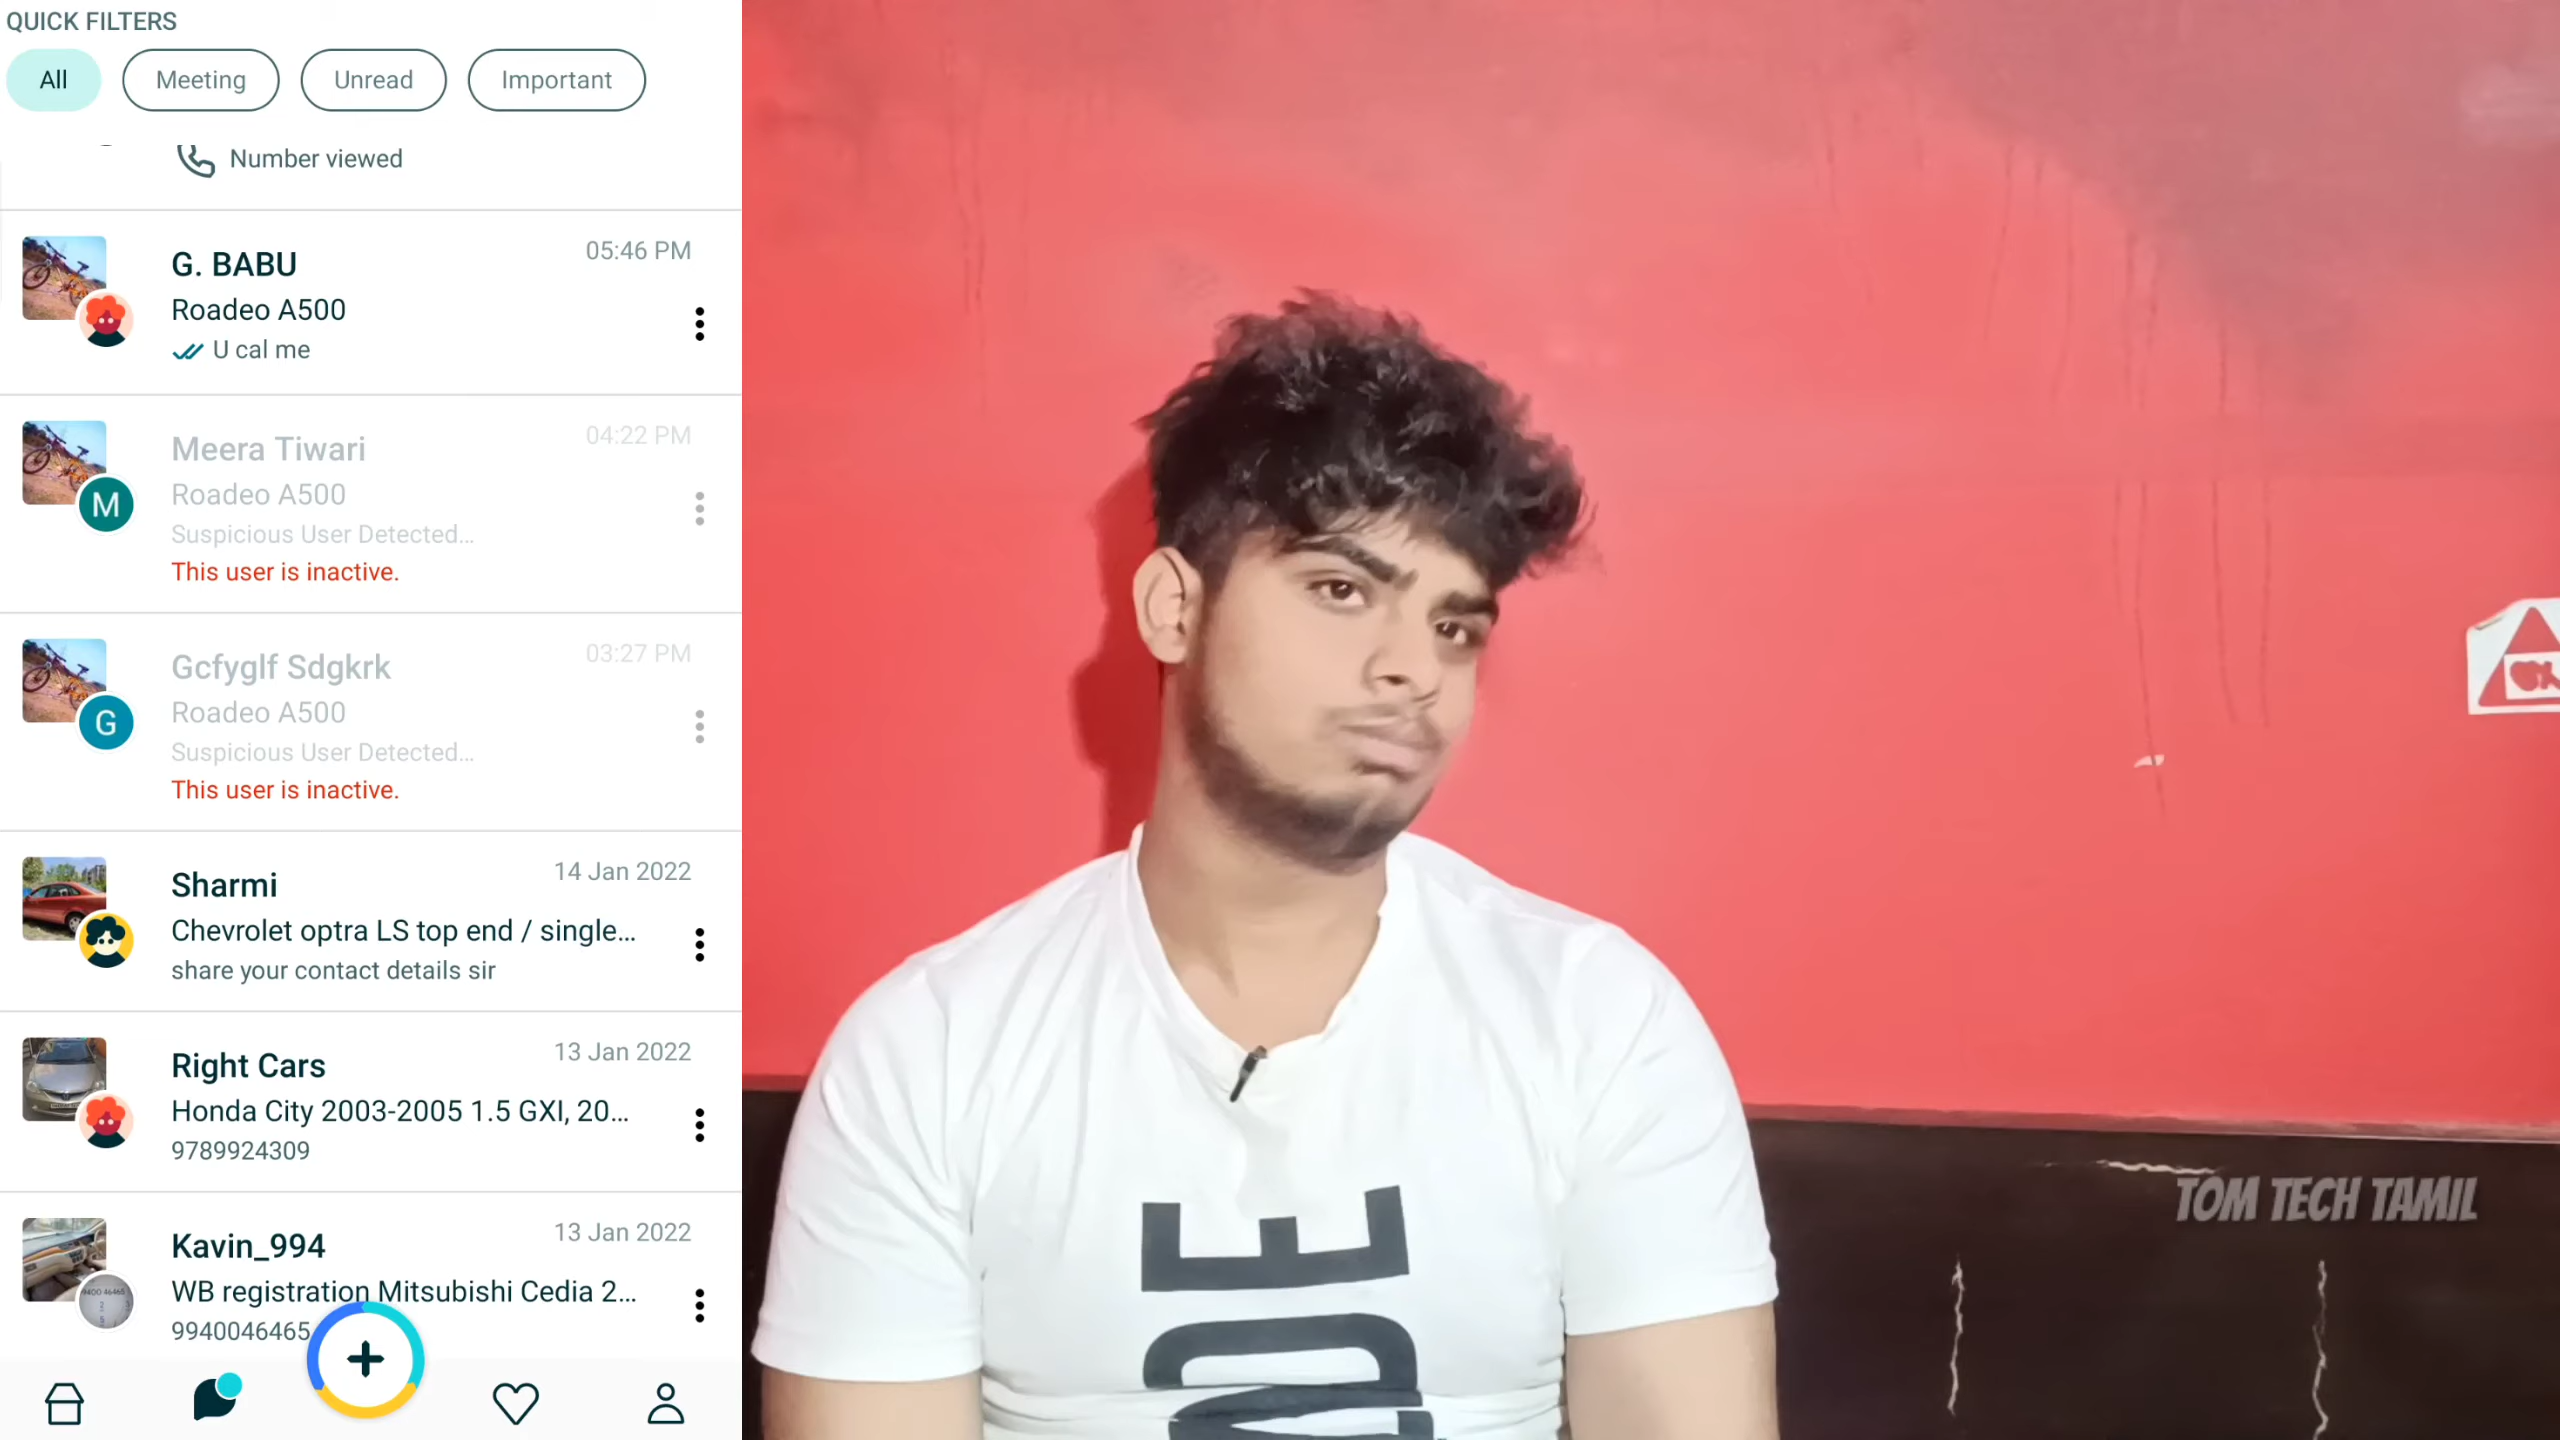 QUICK FILTERS
All
Meeting
Unread
Important
Number viewed
G. BABU
05:46 PM
Roadeo A500
U cal me
Meera Tiwari
04:22 PM
Roadeo A500
Suspicious User Detected...
This user is inactive.
M
Gcfyglf Sdgkrk
03:27 PM
Roadeo A500
Suspicious User Detected...
This user is inactive.
G
Sharmi
14 Jan 2022
Chevrolet optra LS top end / single...
share your contact details sir
Right Cars
13 Jan 2022
Honda City 2003-2005 1.5 GXI, 20...
9789924309
Kavin_994
13 Jan 2022
WB registration Mitsubishi Cedia 2...
9940046465
TOM TECH TAMIL